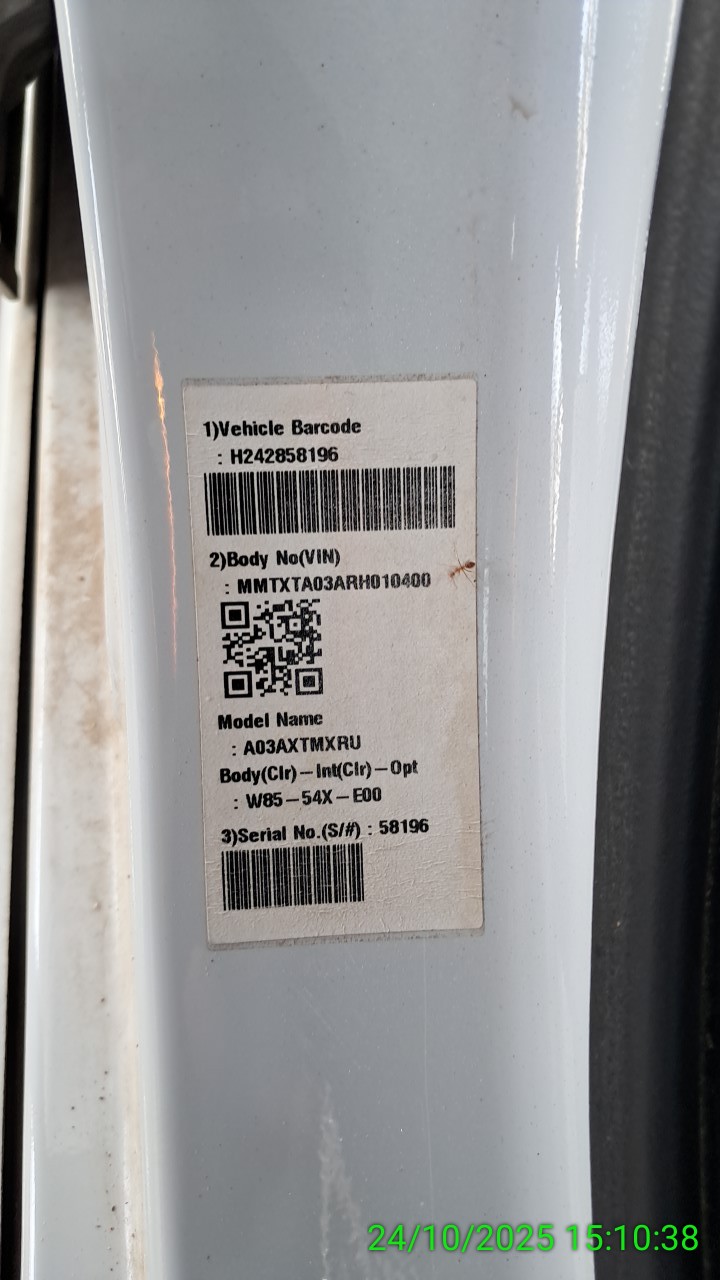 1)Vehicle Barcode
: H242858196
2)Body No(VIN)
: MMTXTA03ARH010400
Model Name
: A03AXTMXRU
Body(Clr)–Int(Clr)–Opt
: W85–54X–E00
3)Serial No.(S/#) : 58196
24/10/2025 15:10:38